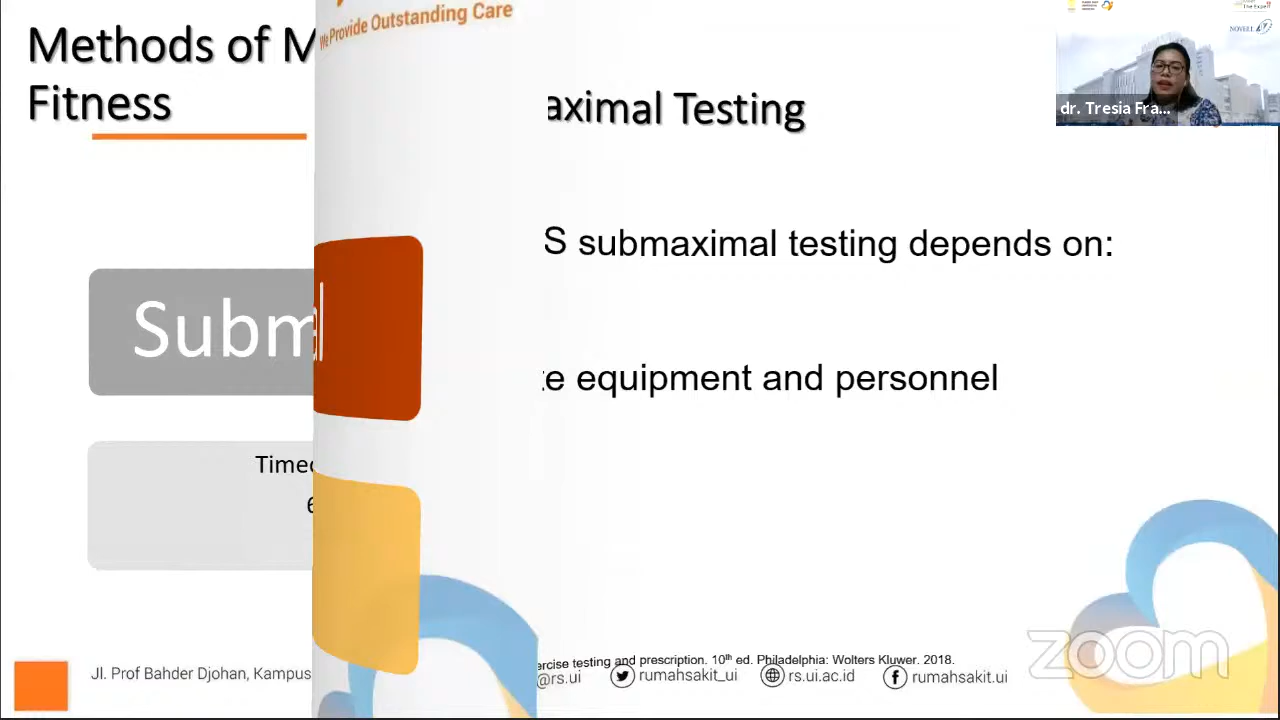 Methods of M
Fitness
We Provide Outstanding Care
aximal Testing
NOVELL
dr. Tresia Fra...
S submaximal testing depends on:
Subm
te equipment and personnel
Timed
zoom
ercise testing and prescription. 10th ed. Philadelphia: Wolters Kluwer. 2018.
Jl. Prof Bahder Djohan, Kampus
@rs.ui
rumahsakit_ui
rs.ui.ac.id
rumahsakit.ui